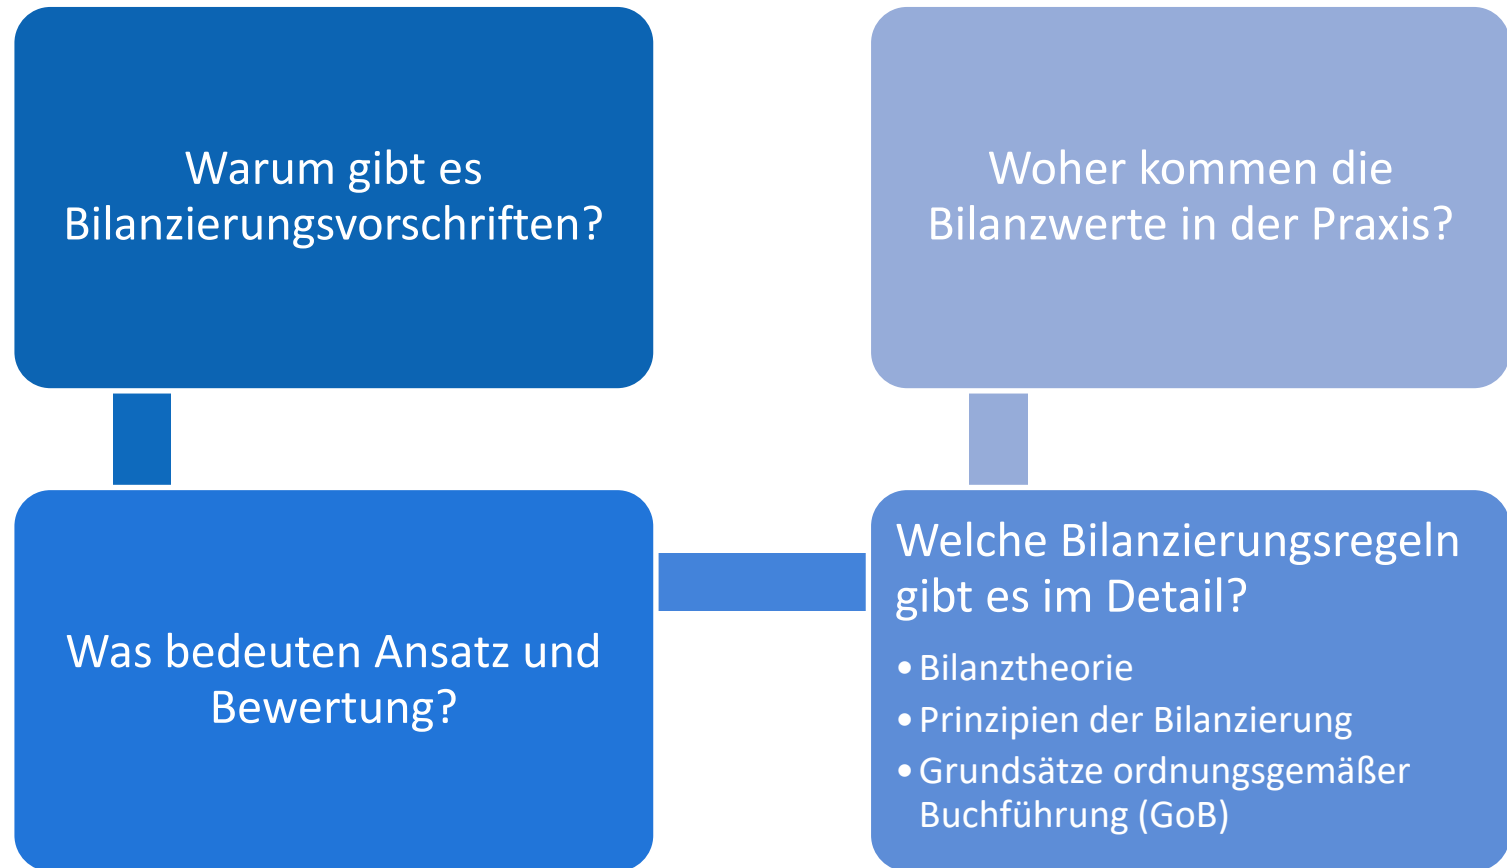 Warum gibt es
Bilanzierungsvorschriften?
Was bedeuten Ansatz und
Bewertung?
Welche Bilanzierungsregeln
gibt es im Detail?
• Bilanztheorie
• Prinzipien der Bilanzierung
• Grundsätze ordnungsgemäßer
Buchführung (GoB)
Woher kommen die
Bilanzwerte in der Praxis?